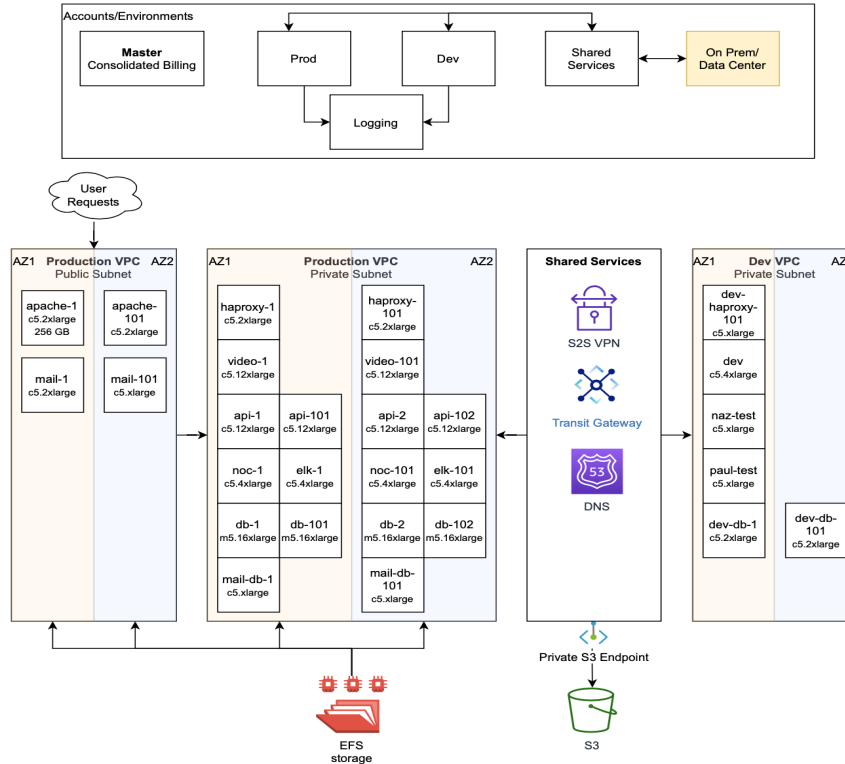 Accounts/Environments
Master
Consolidated Billing
Prod
Dev
Shared
Services
On Prem/
Data Center
Logging
User
Requests
AZ1
Production VPC
AZ2
Public Subnet
apache-1
c5.2xlarge
256 GB
apache-
101
c5.2xlarge
mail-1
c5.2xlarge
mail-101
c5.xlarge
AZ1
Production VPC
AZ2
Private Subnet
haproxy-1
c5.2xlarge
haproxy-
101
c5.2xlarge
video-1
c5.12xlarge
video-101
c5.12xlarge
api-1
c5.12xlarge
api-101
c5.12xlarge
api-2
c5.12xlarge
api-102
c5.12xlarge
noc-1
c5.4xlarge
elk-1
c5.4xlarge
noc-101
c5.4xlarge
elk-101
c5.4xlarge
db-1
m5.16xlarge
db-101
m5.16xlarge
db-2
m5.16xlarge
db-102
m5.16xlarge
mail-db-1
c5.xlarge
mail-db-
101
c5.xlarge
Shared Services
S2S VPN
Transit Gateway
53
DNS
AZ1
Dev VPC
Private Subnet
dev-
haproxy-
101
c5.xlarge
dev
c5.4xlarge
naz-test
c5.xlarge
paul-test
c5.xlarge
dev-db-1
c5.2xlarge
dev-db-
101
c5.2xlarge
Private S3 Endpoint
S3
EFS
storage